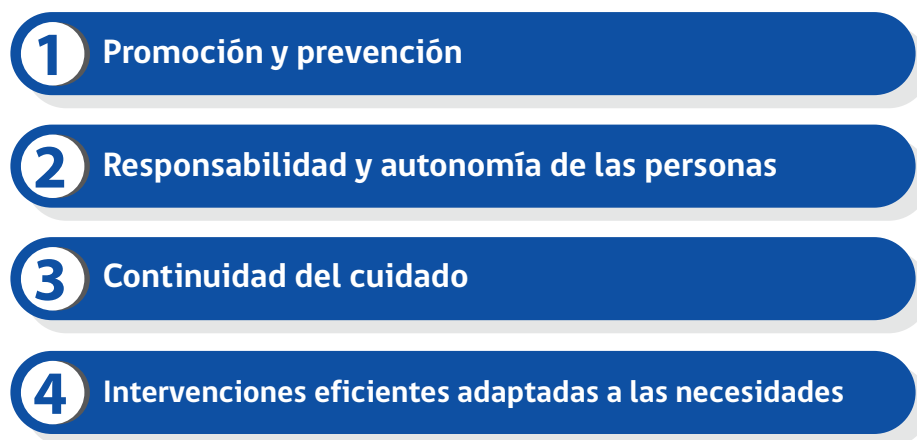 1 Promoción y prevención
2 Responsabilidad y autonomía de las personas
3 Continuidad del cuidado
4 Intervenciones eficientes adaptadas a las necesidades